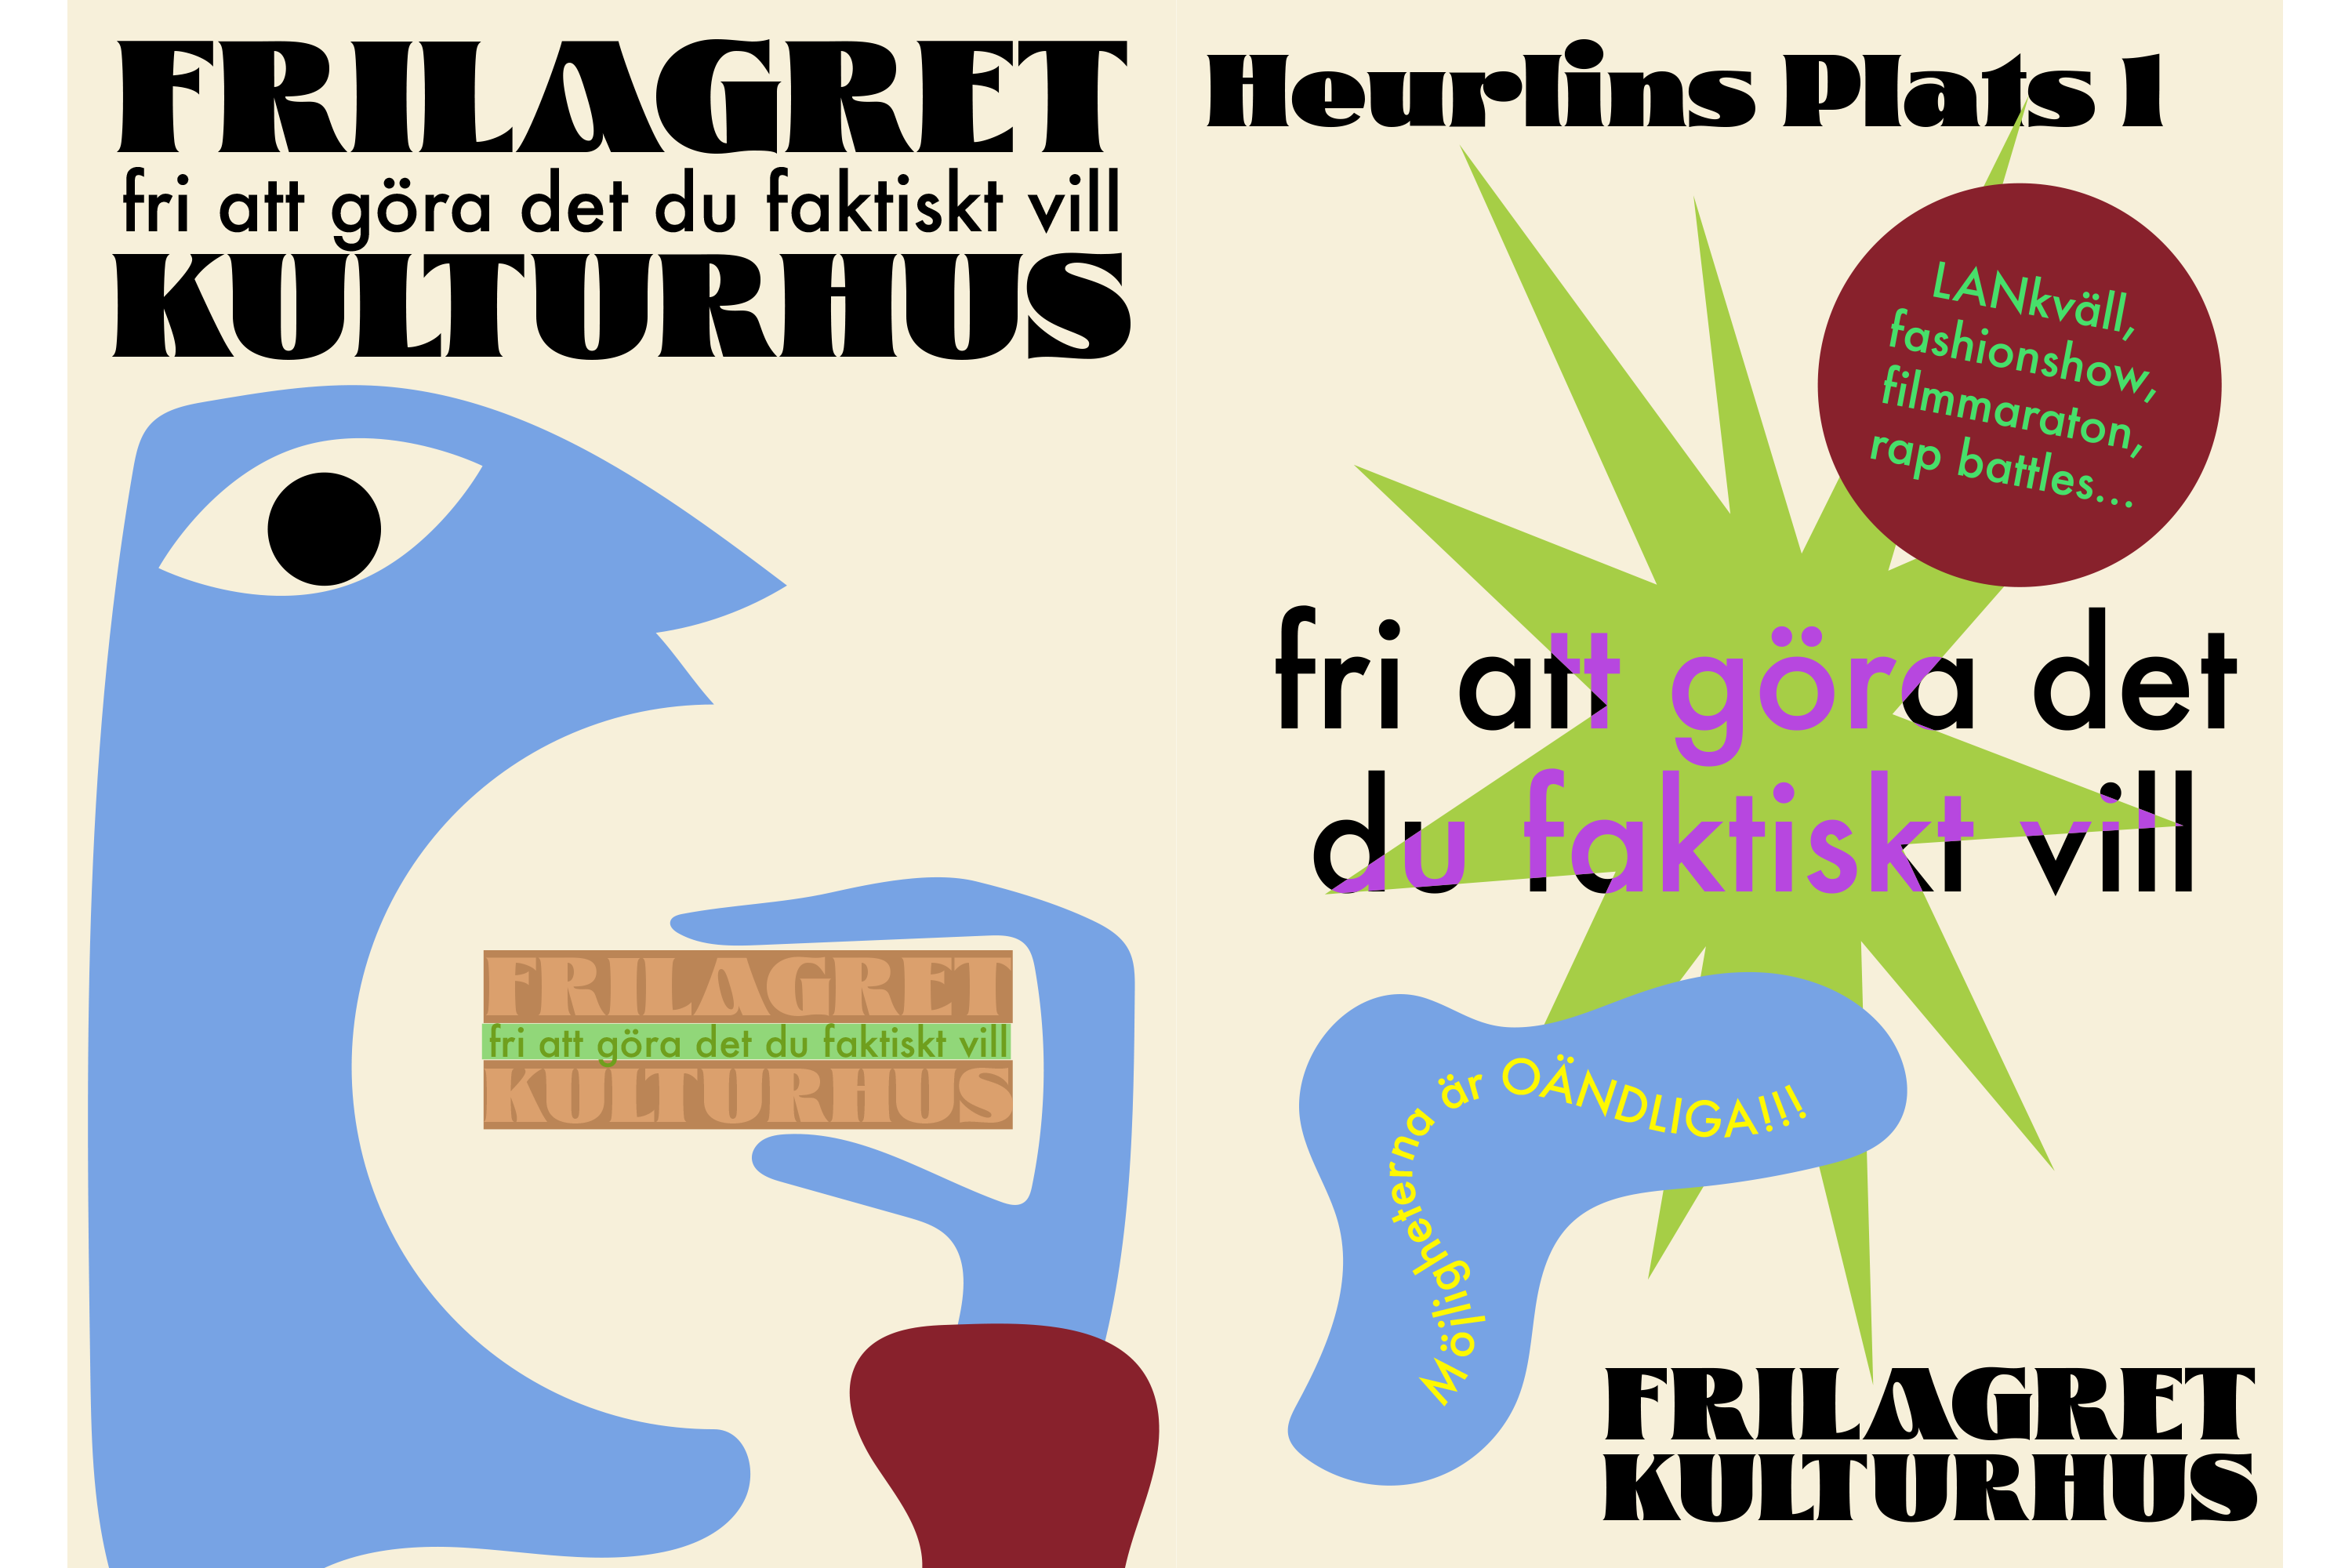 FRILAGRET
fri att göra det du faktiskt vill
KULTURHUS
FRILAGRET
fri att göra det du faktiskt vill
KULTURHUS
Heurlins Plats 1
LANkväll,
fashionshow,
filmmaraton,
rap battles...
fri att göra det
du faktiskt vill
Möjligheterna är OÄNDLIGA!!!
FRILAGRET
KULTURHUS